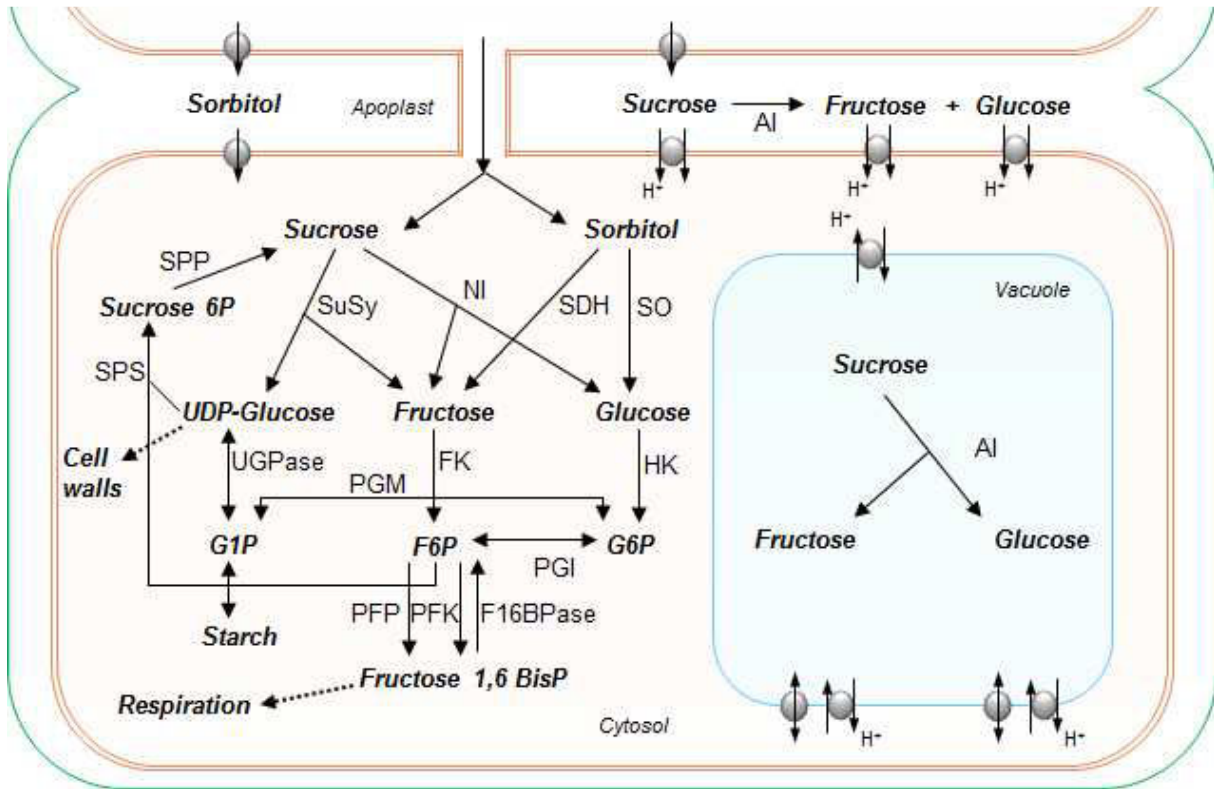 Sorbitol
Apoplast
Sucrose
AI
Fructose + Glucose
H+
H+
H+
Sucrose
Sorbitol
H+
SPP
Sucrose 6P
SuSy
NI
SDH
SO
Vacuole
SPS
Sucrose
UDP-Glucose
Fructose
Glucose
Cell
walls
UGPase
FK
HK
AI
PGM
G1P
F6P
G6P
PGI
Fructose
Glucose
PFP
PFK
F16BPase
Starch
Fructose 1,6 BisP
Respiration
Cytosol
H+
H+